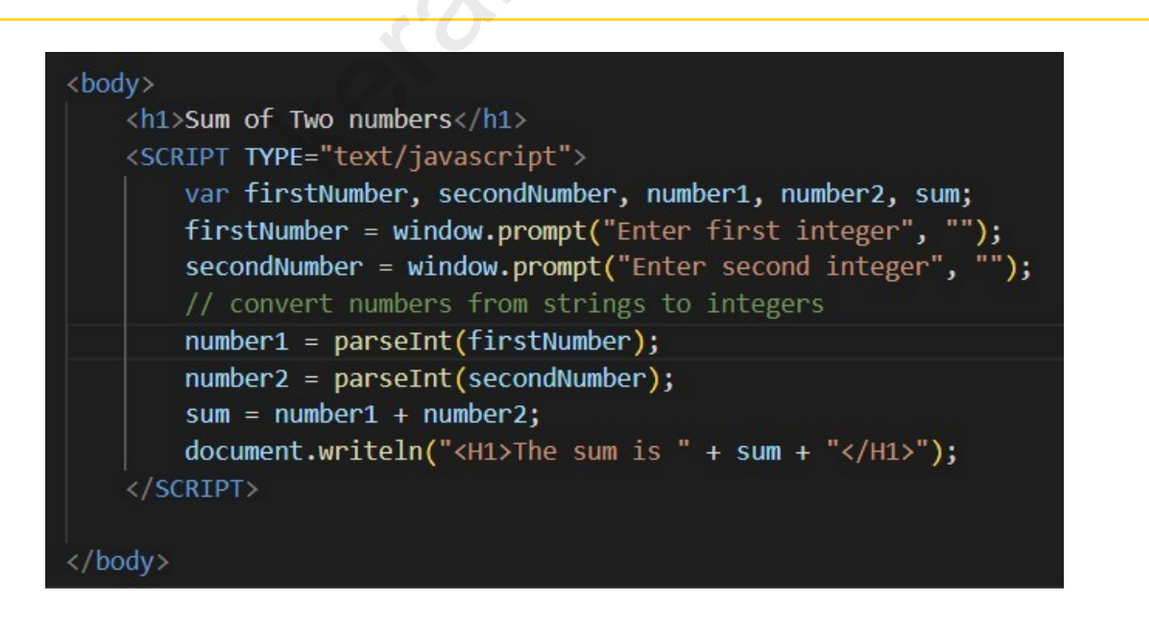 <body>
<h1>Sum of Two numbers</h1>
<SCRIPT TYPE="text/javascript">
var firstNumber, secondNumber, number1, number2, sum;
firstNumber = window.prompt("Enter first integer", "");
secondNumber = window.prompt("Enter second integer", "");
// convert numbers from strings to integers
number1 = parseInt(firstNumber);
number2 = parseInt(secondNumber);
sum = number1 + number2;
document.writeln("<H1>The sum is " + sum + "</H1>");
</SCRIPT>
</body>